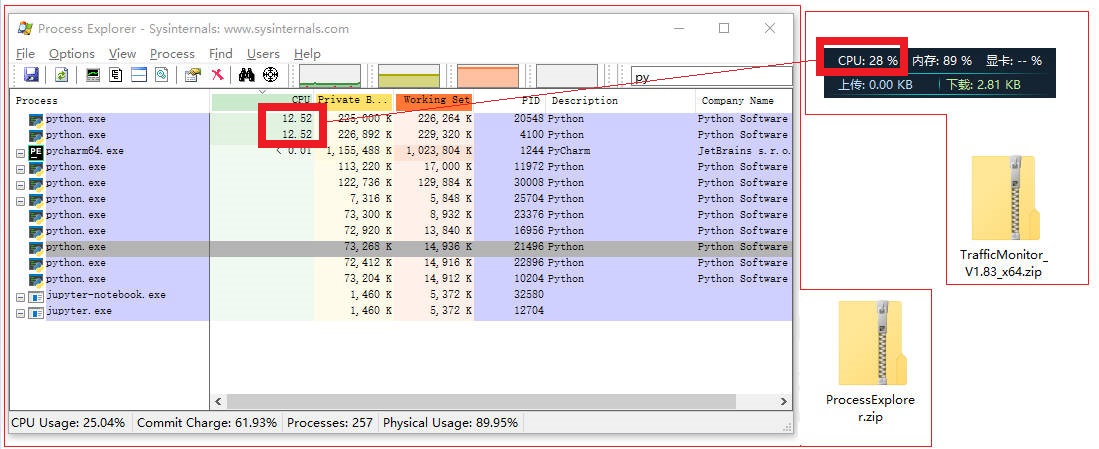 Process Explorer - Sysinternals: www.sysinternals.com
File Options View Process Find Users Help
py
Process CPU Private B... Working Set PID Description Company Name
python.exe 12.52 225,000 K 226,264 K 20548 Python Python Software
python.exe 12.52 226,892 K 229,320 K 4100 Python Python Software
pycharm64.exe < 0.01 1,155,488 K 1,023,804 K 1244 PyCharm JetBrains s.r.o.
python.exe 113,220 K 17,000 K 11972 Python Python Software
python.exe 122,736 K 129,884 K 30008 Python Python Software
python.exe 7,316 K 5,848 K 25704 Python Python Software
python.exe 73,300 K 8,932 K 23376 Python Python Software
python.exe 72,920 K 13,840 K 16956 Python Python Software
python.exe 73,268 K 14,936 K 21496 Python Python Software
python.exe 72,412 K 14,916 K 22896 Python Python Software
python.exe 73,204 K 14,912 K 10204 Python Python Software
jupyter-notebook.exe 1,460 K 5,372 K 32580
jupyter.exe 1,460 K 5,372 K 12704
CPU Usage: 25.04% Commit Charge: 61.93% Processes: 257 Physical Usage: 89.95%
CPU: 28 % 内存: 89 % 显卡: -- %
上传: 0.00 KB 下载: 2.81 KB
TrafficMonitor_
V1.83_x64.zip
ProcessExplore
r.zip